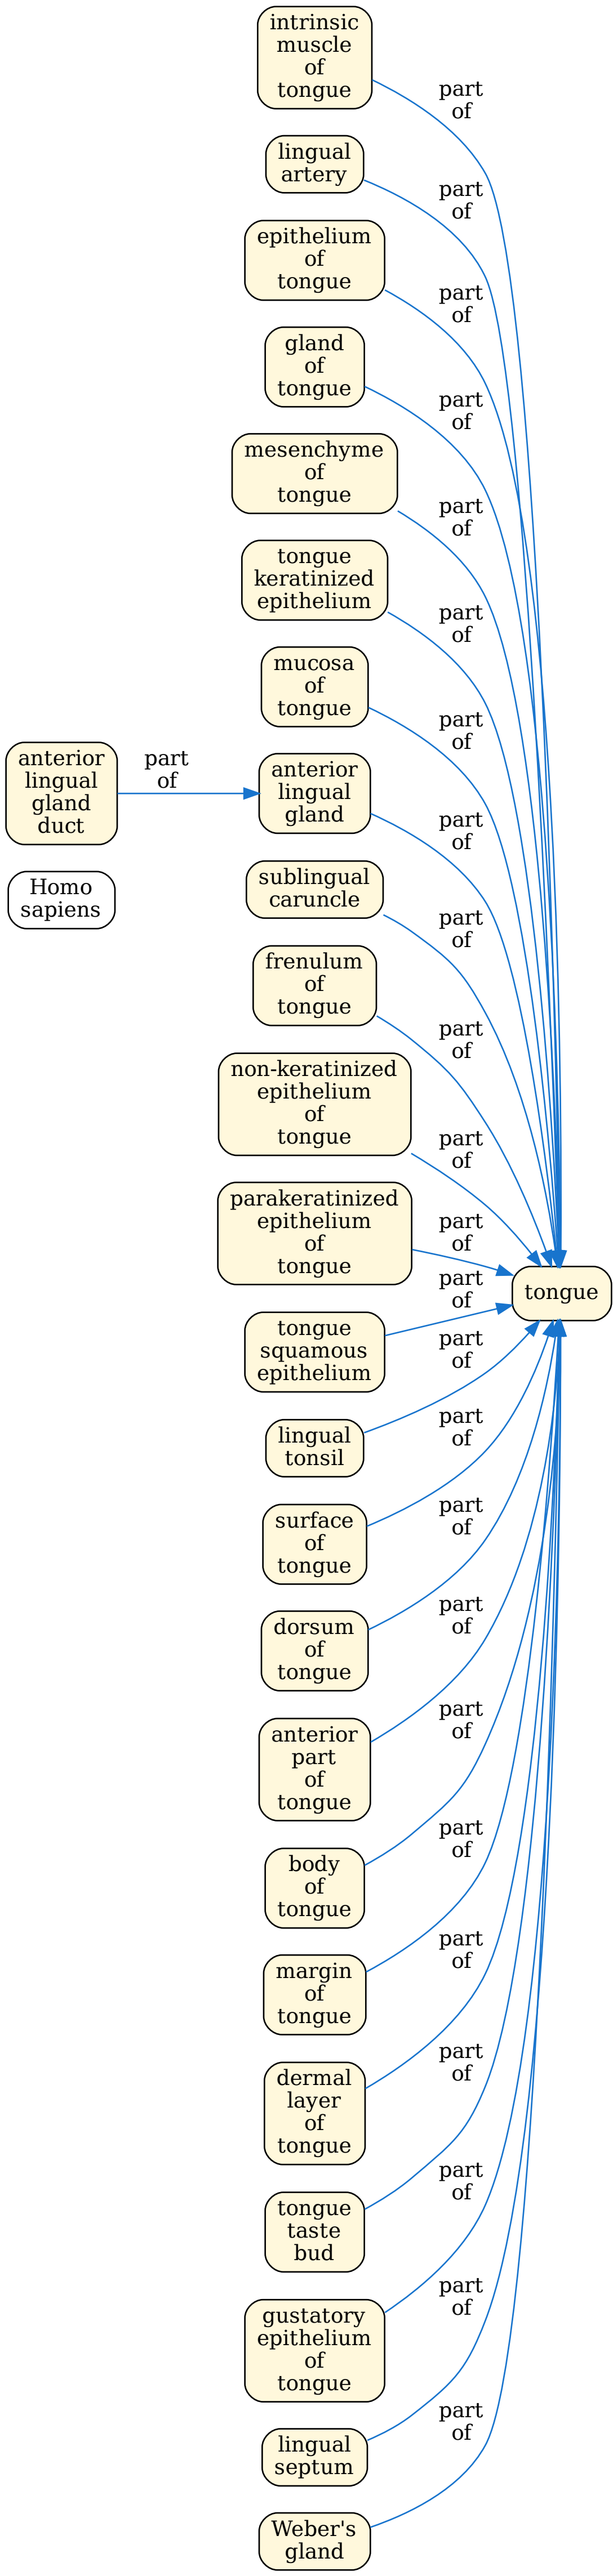 intrinsic
muscle
of
tongue
part
of
lingual
artery
part
of
epithelium
of
tongue
part
of
gland
of
tongue
part
of
mesenchyme
of
tongue
part
of
tongue
keratinized
epithelium
part
of
mucosa
of
tongue
part
of
anterior
lingual
gland
duct
part
of
anterior
lingual
gland
part
of
Homo
sapiens
sublingual
caruncle
part
of
frenulum
of
tongue
part
of
non-keratinized
epithelium
of
tongue
part
of
parakeratinized
epithelium
of
tongue
part
of
tongue
tongue
squamous
epithelium
part
of
lingual
tonsil
part
of
surface
of
tongue
part
of
dorsum
of
tongue
part
of
anterior
part
of
tongue
part
of
body
of
tongue
part
of
margin
of
tongue
part
of
dermal
layer
of
tongue
part
of
tongue
taste
bud
part
of
gustatory
epithelium
of
tongue
part
of
lingual
septum
part
of
Weber's
gland
part
of